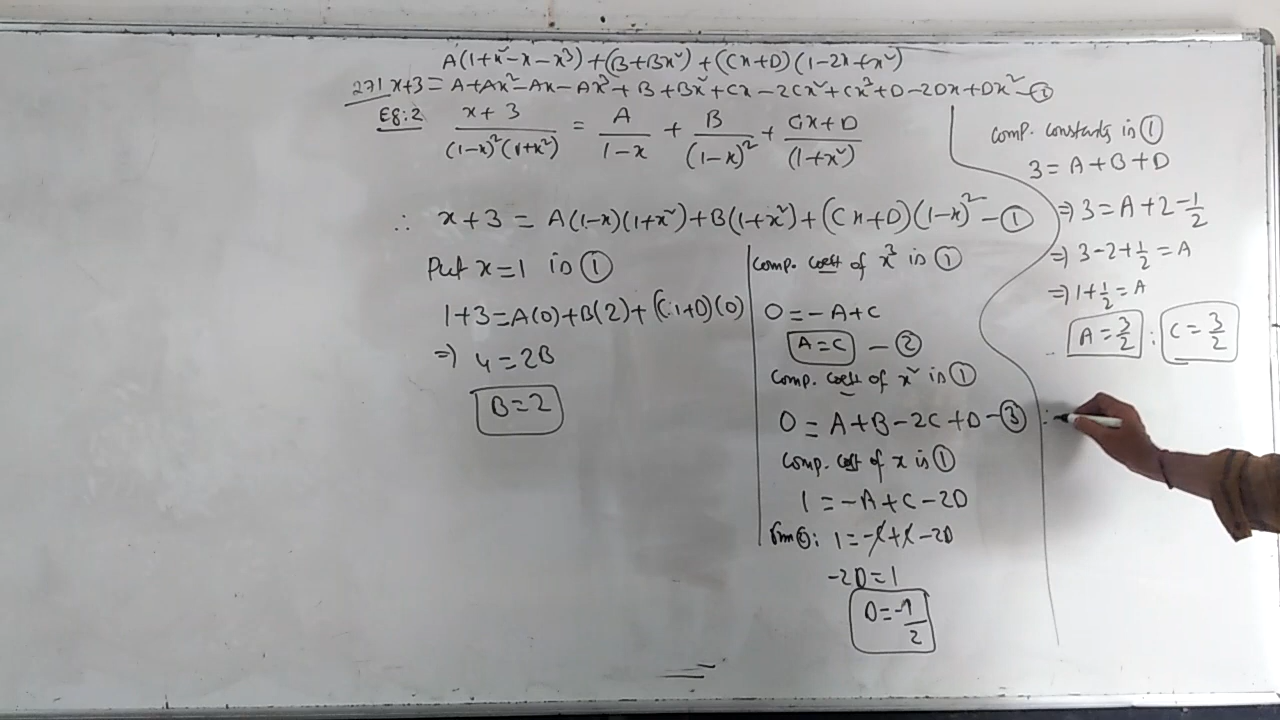 A(1+x²-x-x³)+(B+Bx²)+(Cx+D)(1-2x+x²)
271 x+3 = A+Ax²-Ax-Ax³+B+Bx²+Cx-2Cx²+Cx³+D-2Dx+Dx² -①
Eg:2 x+3/(1-x)²(1+x²) = A/1-x + B/(1-x)² + Cx+D/(1+x²)
∴ x+3 = A(1-x)(1+x²)+B(1+x²)+(Cx+D)(1-x)² -①
Put x=1 in ①
1+3=A(0)+B(2)+(C.1+D)(0)
⇒ 4=2B
B=2
Comp. coeff of x³ in ①
0=-A+C
A=C -②
Comp. coeff of x² in ①
0 = A+B-2C+D-③
Comp. coeff of x in ①
1 = -A+C-2D
from②: 1=-C+C-2D
-2D=1
D=-1/2
Comp. constants in ①
3=A+B+D
⇒ 3=A+2-1/2
⇒ 3-2+1/2=A
⇒ 1+1/2=A
A=3/2 ; C=3/2